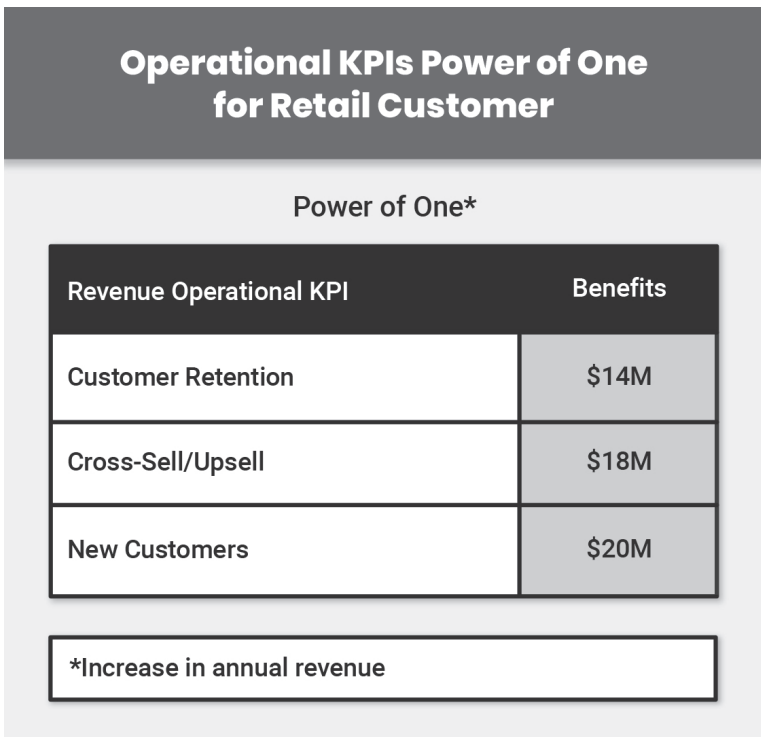 Operational KPIs Power of One
for Retail Customer
Power of One*
Revenue Operational KPI Benefits
Customer Retention $14M
Cross-Sell/Upsell $18M
New Customers $20M
*Increase in annual revenue